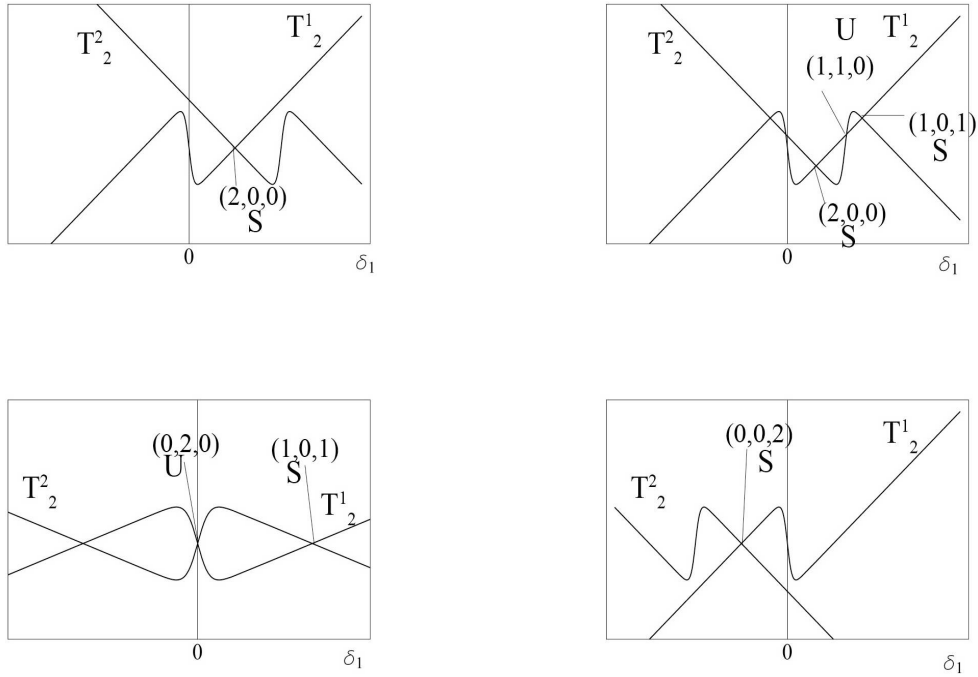 T²₂
T¹₂
(2,0,0)
S
0
δ₁
T²₂
U
T¹₂
(1,1,0)
(1,0,1)
S
(2,0,0)
S
0
δ₁
T²₂
(0,2,0)
U
(1,0,1)
S
T¹₂
0
δ₁
T²₂
(0,0,2)
S
T¹₂
0
δ₁